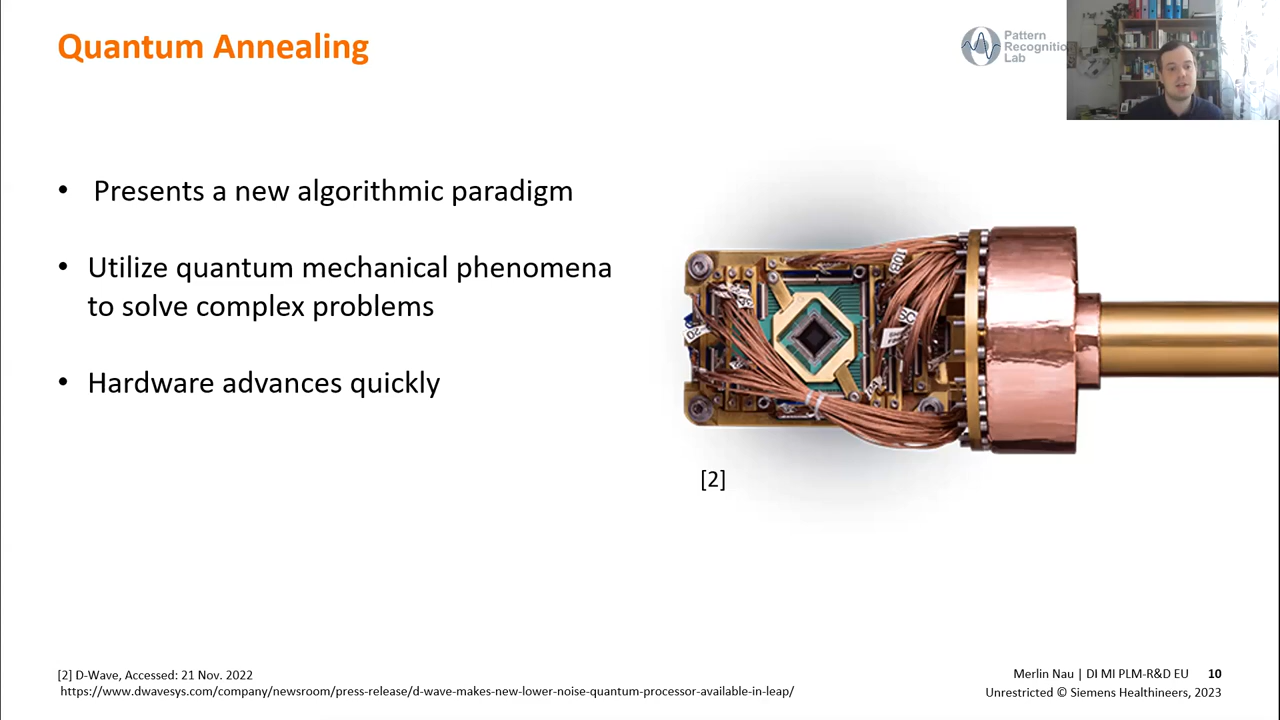 Quantum Annealing
Pattern
Recognition
Lab
• Presents a new algorithmic paradigm
• Utilize quantum mechanical phenomena
to solve complex problems
• Hardware advances quickly
[2]
[2] D-Wave, Accessed: 21 Nov. 2022
https://www.dwavesys.com/company/newsroom/press-release/d-wave-makes-new-lower-noise-quantum-processor-available-in-leap/
Merlin Nau | DI MI PLM-R&D EU 10
Unrestricted © Siemens Healthineers, 2023